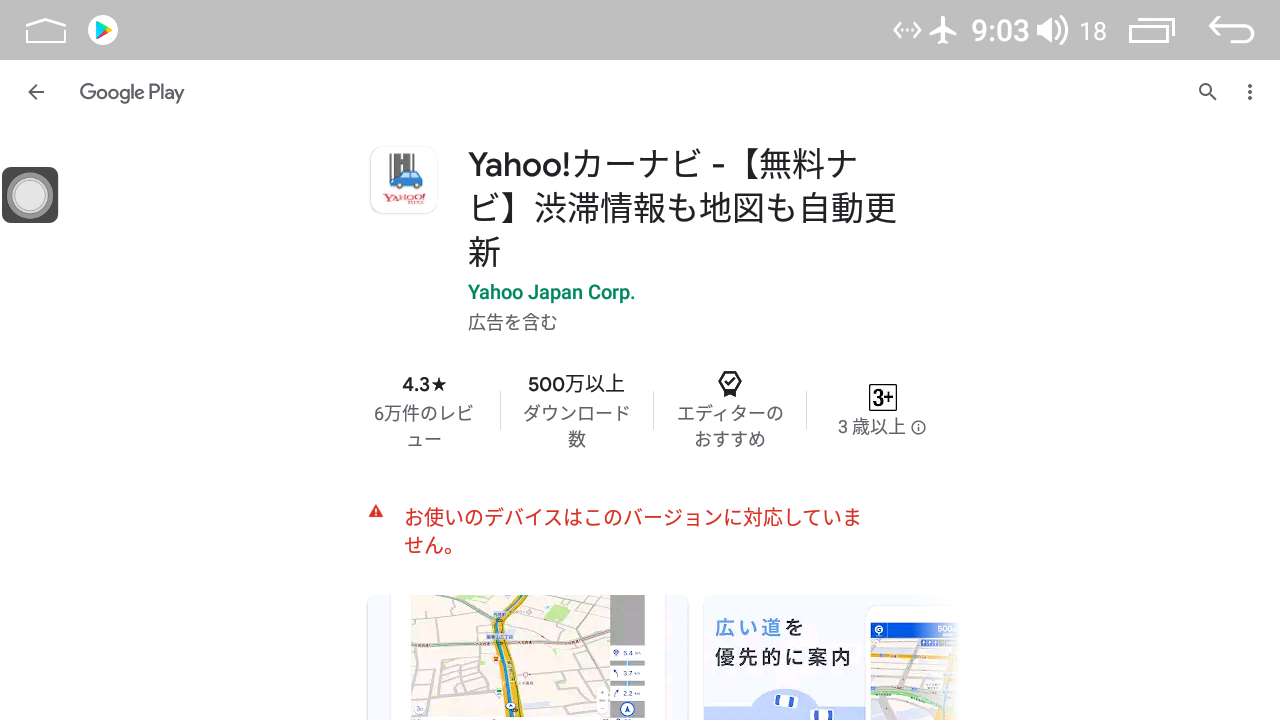 9:03
18
Google Play
Yahoo!カーナビ -【無料ナ
ビ】渋滞情報も地図も自動更
新
Yahoo Japan Corp.
広告を含む
4.3★
6万件のレビ
ュー
500万以上
ダウンロード
数
エディターの
おすすめ
3+
3 歳以上
お使いのデバイスはこのバージョンに対応していま
せん。
YAHOO!
5.4
3.7
2.2
広い道を
優先的に案内
500